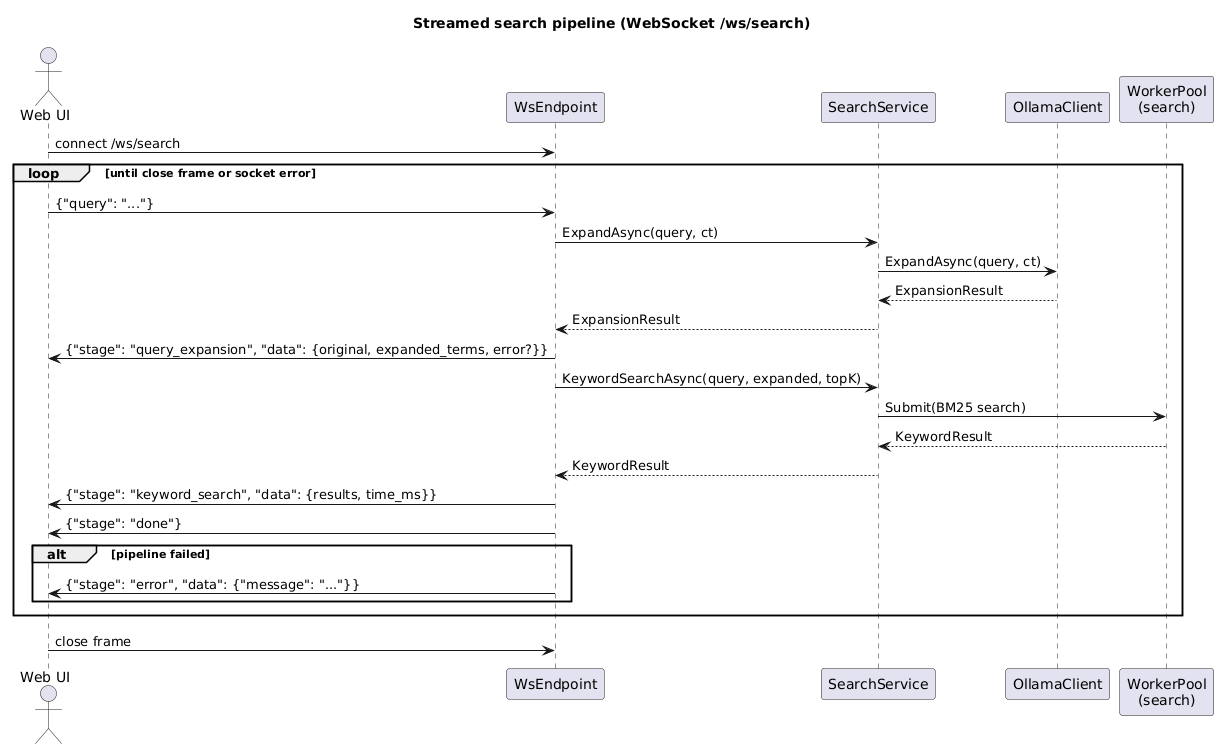 Streamed search pipeline (WebSocket /ws/search)
Web UI
WsEndpoint
SearchService
OllamaClient
WorkerPool
(search)
connect /ws/search
loop [until close frame or socket error]
{"query": "..."}
ExpandAsync(query, ct)
ExpandAsync(query, ct)
ExpansionResult
ExpansionResult
{"stage": "query_expansion", "data": {original, expanded_terms, error?}}
KeywordSearchAsync(query, expanded, topK)
Submit(BM25 search)
KeywordResult
KeywordResult
{"stage": "keyword_search", "data": {results, time_ms}}
{"stage": "done"}
alt [pipeline failed]
{"stage": "error", "data": {"message": "..."}}
close frame
Web UI
WsEndpoint
SearchService
OllamaClient
WorkerPool
(search)